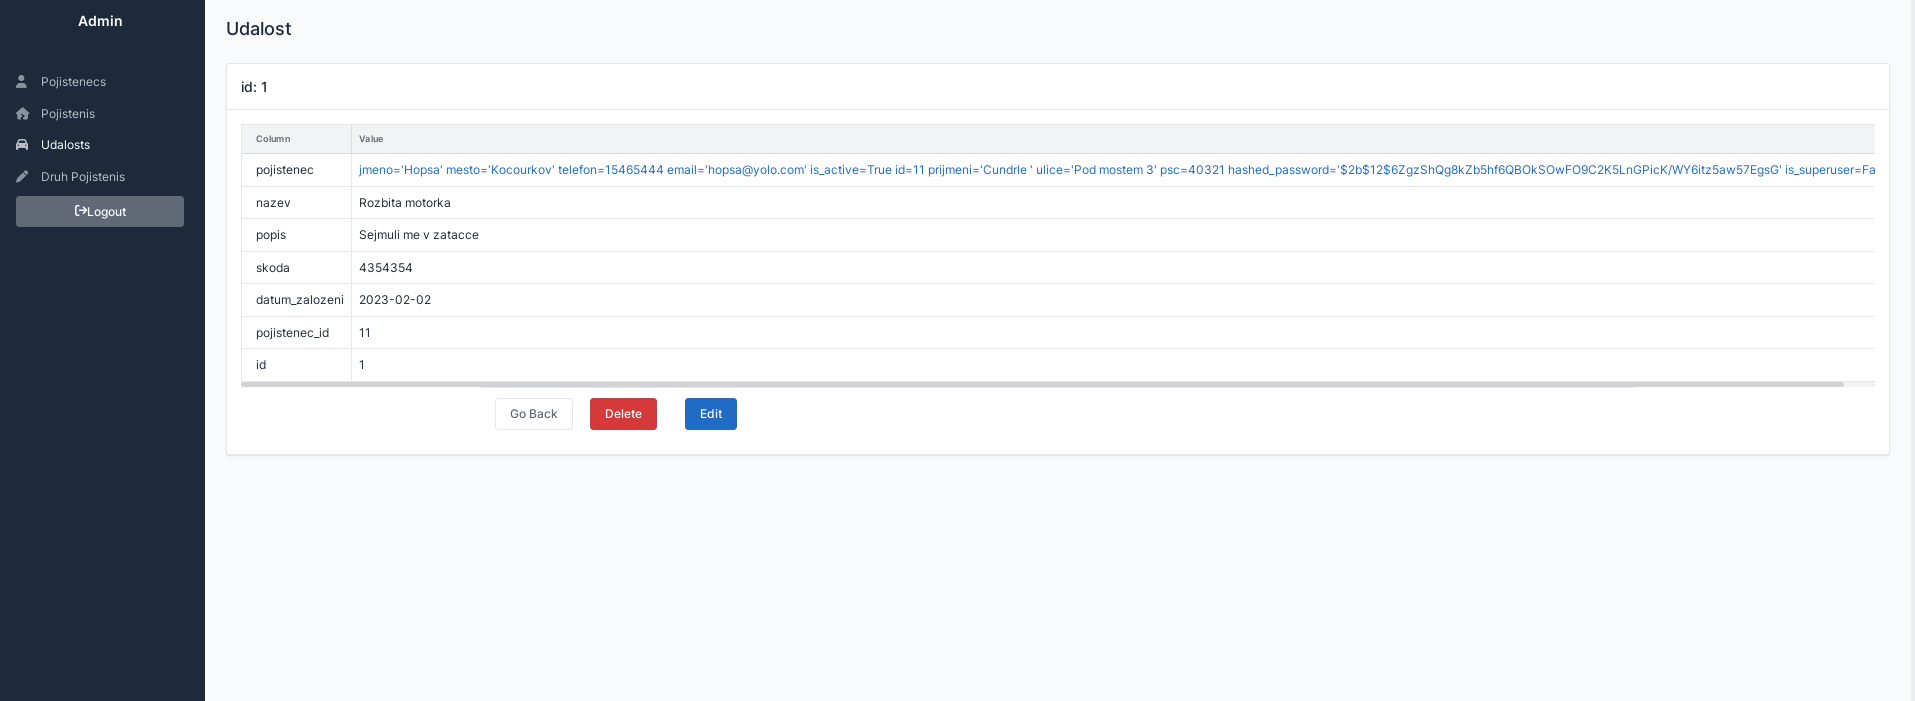 Admin
Pojistenecs
Pojistenis
Udalosts
Druh Pojistenis
Logout
Udalost
id: 1
Column Value
pojistenec jmeno='Hopsa' mesto='Kocourkov' telefon=15465444 email='hopsa@yolo.com' is_active=True id=11 prijmeni='Cundrle ' ulice='Pod mostem 3' psc=40321 hashed_password='$2b$12$6ZgzShQg8kZb5hf6QBOkSOwFO9C2K5LnGPicK/WY6itz5aw57EgsG' is_superuser=Fa
nazev Rozbita motorka
popis Sejmuli me v zatacce
skoda 4354354
datum_zalozeni 2023-02-02
pojistenec_id 11
id 1
Go Back Delete Edit